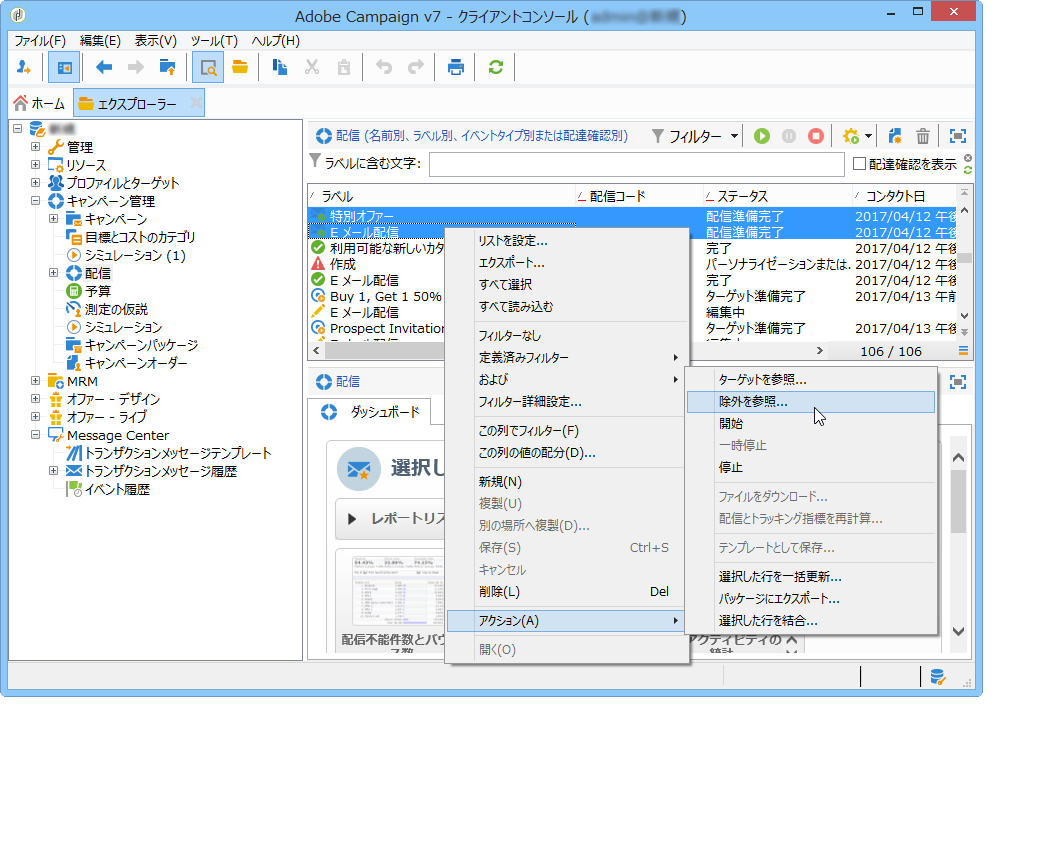 Adobe Campaign v7 - クライアントコンソール (
)
ファイル(F) 編集(E) 表示(V) ツール(T) ヘルプ(H)
ホーム エクスプローラー
管理
リソース
プロファイルとターゲット
キャンペーン管理
キャンペーン
目標とコストのカテゴリ
シミュレーション (1)
配信
予算
測定の仮説
シミュレーション
キャンペーンパッケージ
キャンペーンオーダー
MRM
オファー - デザイン
オファー - ライブ
Message Center
トランザクションメッセージテンプレート
トランザクションメッセージ履歴
イベント履歴
配信 (名前別、ラベル別、イベントタイプ別または配達確認別) フィルター
ラベルに含む文字: 配達確認を表示
ラベル 配信コード ステータス コンタクト日
特別オファー 配信準備完了 2017/04/12 午後
E メール配信 配信準備完了 2017/04/12 午後
利用可能な新しいカタ 完了 2017/04/12 午後
作成 パーソナライゼーションまたは. 2017/04/12 午後
E メール配信 完了 2017/04/12 午後
Buy 1, Get 1 50% ターゲット準備完了 2017/04/13 午前
E メール配信 編集中
Prospect Invitation ターゲット準備完了 2017/04/13 午後
106 / 106
配信
ダッシュボード
選択し
レポートリス
配信不能件数とバウ
ス数
アクティビティの
統計
リストを設定...
エクスポート...
すべて選択
すべて読み込む
フィルターなし
定義済みフィルター
および
フィルター詳細設定...
この列でフィルター(F)
この列の値の配分(D)...
新規(N)
複製(U)
別の場所へ複製(D)...
保存(S) Ctrl+S
キャンセル
削除(L) Del
アクション(A)
開く(O)
ターゲットを参照...
除外を参照...
開始
一時停止
停止
ファイルをダウンロード...
配信とトラッキング指標を再計算...
テンプレートとして保存...
選択した行を一括更新...
パッケージにエクスポート...
選択した行を結合...